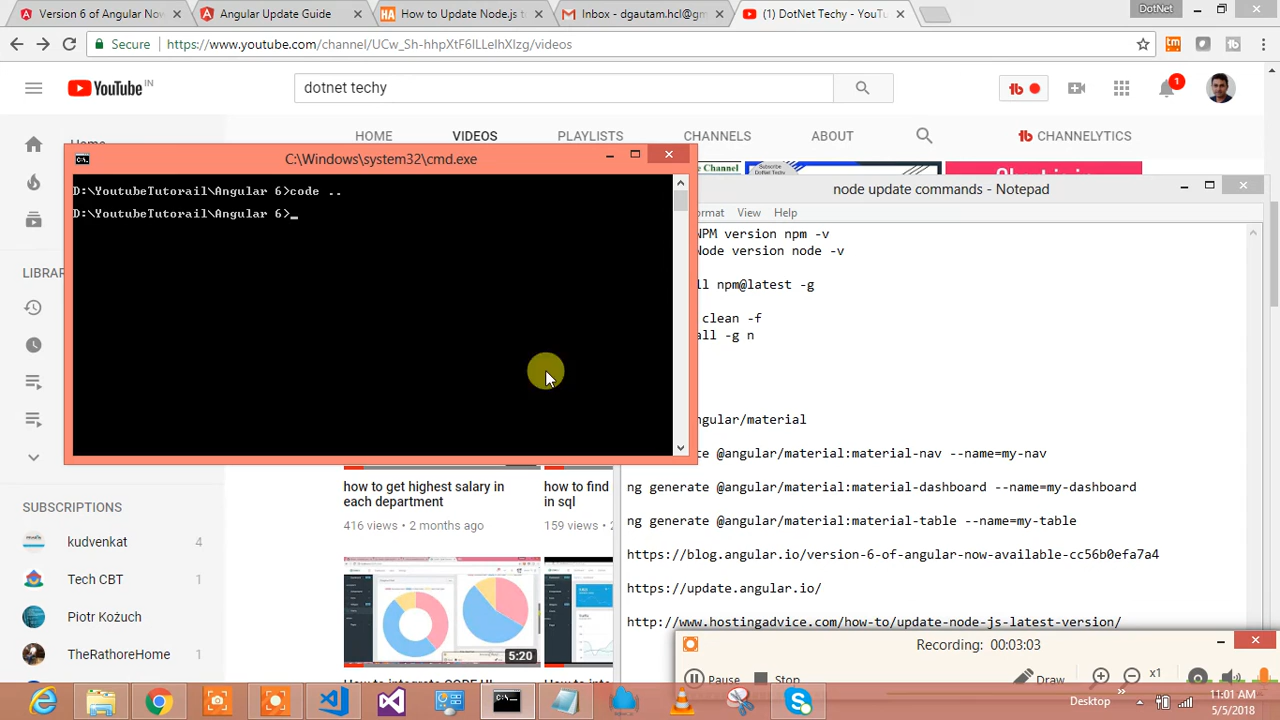 Version 6 of Angular Now
Angular Update Guide
How to Update Node.js to
Inbox - dgautam.hcl@gm
(1) DotNet Techy - YouTu
DotNet
Secure
https://www.youtube.com/channel/UCw_Sh-hhpXtF6ILLelhXlzg/videos
YouTube IN
dotnet techy
1
HOME
VIDEOS
PLAYLISTS
CHANNELS
ABOUT
CHANNELYTICS
Home
C:\Windows\system32\cmd.exe
D:\YoutubeTutorail\Angular 6>code ..
D:\YoutubeTutorail\Angular 6>_
node update commands - Notepad
ormat View Help
NPM version npm -v
Node version node -v
ll npm@latest -g
clean -f
all -g n
ngular/material
e @angular/material:material-nav --name=my-nav
ng generate @angular/material:material-dashboard --name=my-dashboard
ng generate @angular/material:material-table --name=my-table
https://blog.angular.io/version-6-of-angular-now-available-cc56b0efa7a4
https://update.angular.io/
http://www.hostingadvice.com/how-to/update-node-js-latest-version/
LIBRAR
SUBSCRIPTIONS
kudvenkat 4
Tech CBT 1
Piotr Kożuch
TheRathoreHome 1
how to get highest salary in
each department
416 views • 2 months ago
how to find
in sql
159 view
5:20
Recording: 00:03:03
Pause
Stop
Draw
x1
Desktop
11:01 AM
5/5/2018